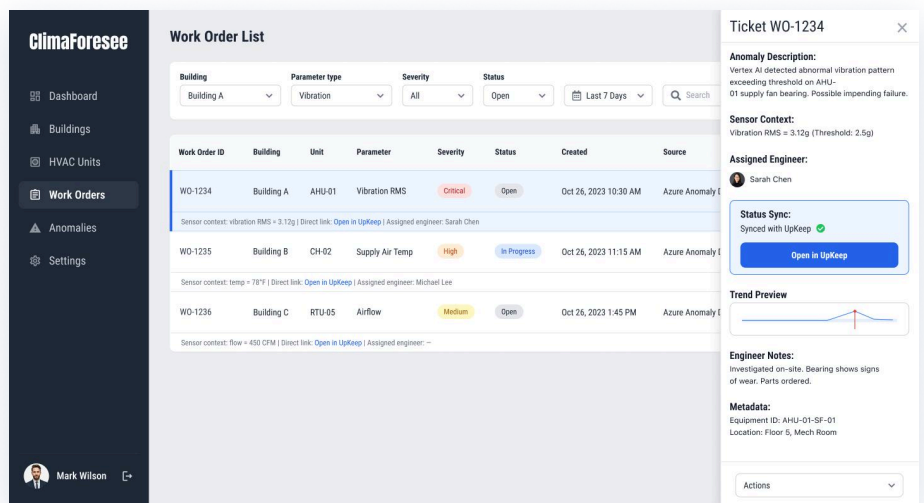 ClimaForesee
Dashboard
Buildings
HVAC Units
Work Orders
Anomalies
Settings
Mark Wilson
Work Order List
Building
Parameter type
Severity
Status
Building A
Vibration
All
Open
Last 7 Days
Search
Work Order ID Building Unit Parameter Severity Status Created Source
WO-1234 Building A AHU-01 Vibration RMS Critical Open Oct 26, 2023 10:30 AM Azure Anomaly
Sensor context: vibration RMS = 3.12g | Direct link: Open in UpKeep | Assigned engineer: Sarah Chen
WO-1235 Building B CH-02 Supply Air Temp High In Progress Oct 26, 2023 11:15 AM Azure Anomaly
Sensor context: temp = 78°F | Direct link: Open in UpKeep | Assigned engineer: Michael Lee
WO-1236 Building C RTU-05 Airflow Medium Open Oct 26, 2023 1:45 PM Azure Anomaly
Sensor context: flow = 450 CFM | Direct link: Open in UpKeep | Assigned engineer: —
Ticket WO-1234
Anomaly Description:
Vertex AI detected abnormal vibration pattern
exceeding threshold on AHU-
01 supply fan bearing. Possible impending failure.
Sensor Context:
Vibration RMS = 3.12g (Threshold: 2.5g)
Assigned Engineer:
Sarah Chen
Status Sync:
Synced with UpKeep
Open in UpKeep
Trend Preview
Engineer Notes:
Investigated on-site. Bearing shows signs
of wear. Parts ordered.
Metadata:
Equipment ID: AHU-01-SF-01
Location: Floor 5, Mech Room
Actions